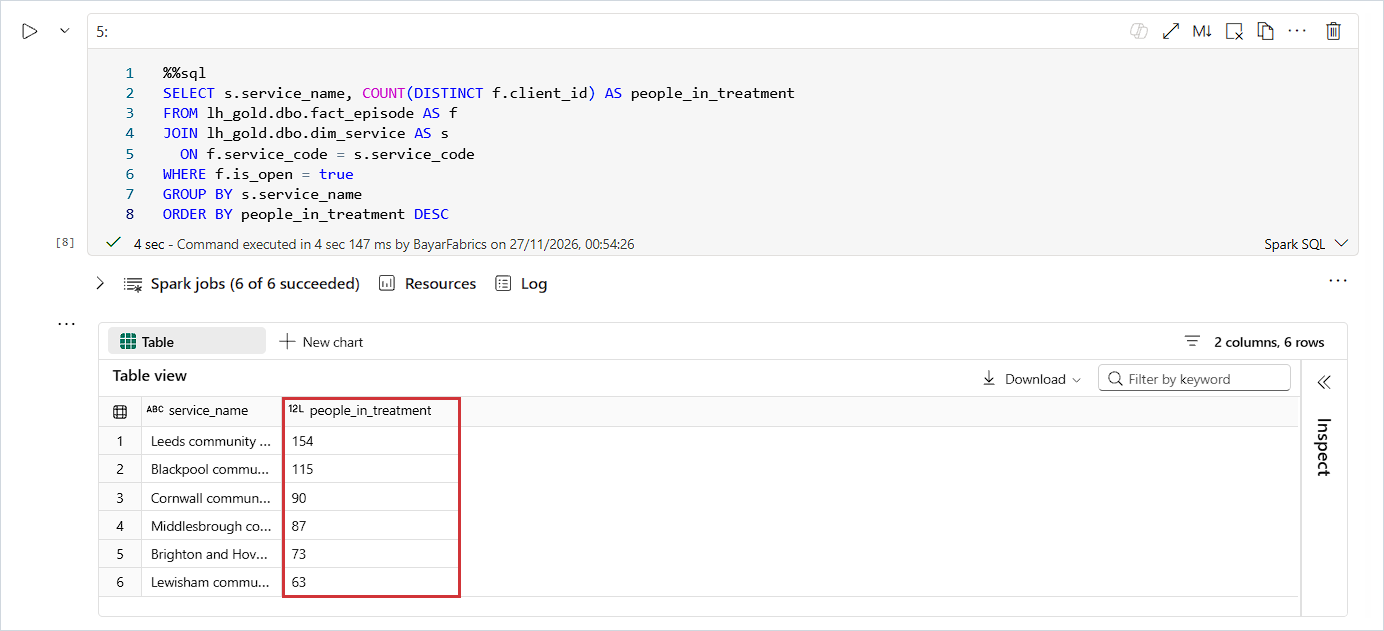 5:
M↓
1 %%sql
2 SELECT s.service_name, COUNT(DISTINCT f.client_id) AS people_in_treatment
3 FROM lh_gold.dbo.fact_episode AS f
4 JOIN lh_gold.dbo.dim_service AS s
5 ON f.service_code = s.service_code
6 WHERE f.is_open = true
7 GROUP BY s.service_name
8 ORDER BY people_in_treatment DESC
[8] 4 sec - Command executed in 4 sec 147 ms by BayarFabrics on 27/11/2026, 00:54:26 Spark SQL
Spark jobs (6 of 6 succeeded) Resources Log
Table New chart 2 columns, 6 rows
Table view Download Filter by keyword
ABC service_name 12L people_in_treatment
1 Leeds community ... 154
2 Blackpool commu... 115
3 Cornwall commun... 90
4 Middlesbrough co... 87
5 Brighton and Hov... 73
6 Lewisham commu... 63
Inspect